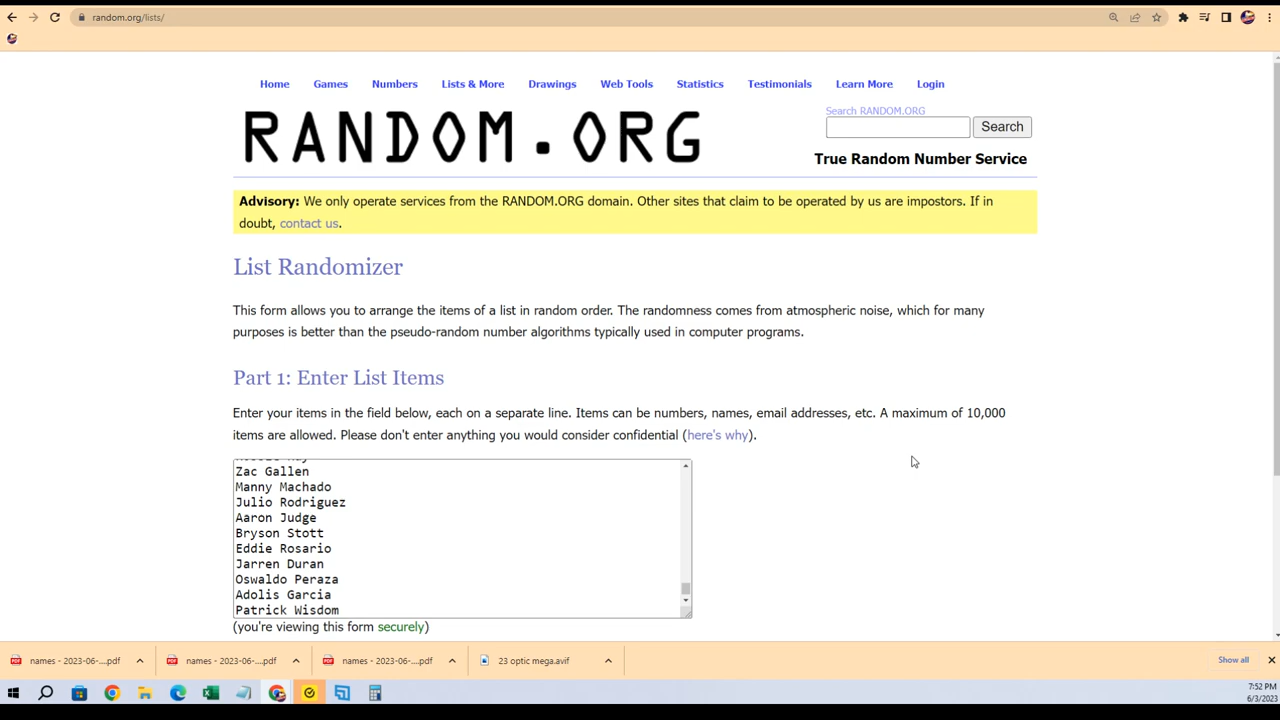 random.org/lists/
Home Games Numbers Lists & More Drawings Web Tools Statistics Testimonials Learn More Login
RANDOM.ORG
Search RANDOM.ORG
Search
True Random Number Service
Advisory: We only operate services from the RANDOM.ORG domain. Other sites that claim to be operated by us are impostors. If in
doubt, contact us.
List Randomizer
This form allows you to arrange the items of a list in random order. The randomness comes from atmospheric noise, which for many
purposes is better than the pseudo-random number algorithms typically used in computer programs.
Part 1: Enter List Items
Enter your items in the field below, each on a separate line. Items can be numbers, names, email addresses, etc. A maximum of 10,000
items are allowed. Please don't enter anything you would consider confidential (here's why).
Zac Gallen
Manny Machado
Julio Rodriguez
Aaron Judge
Bryson Stott
Eddie Rosario
Jarren Duran
Oswaldo Peraza
Adolis Garcia
Patrick Wisdom
(you're viewing this form securely)
names - 2023-06-....pdf names - 2023-06-....pdf names - 2023-06-....pdf 23 optic mega.avif Show all
7:52 PM
6/3/2023